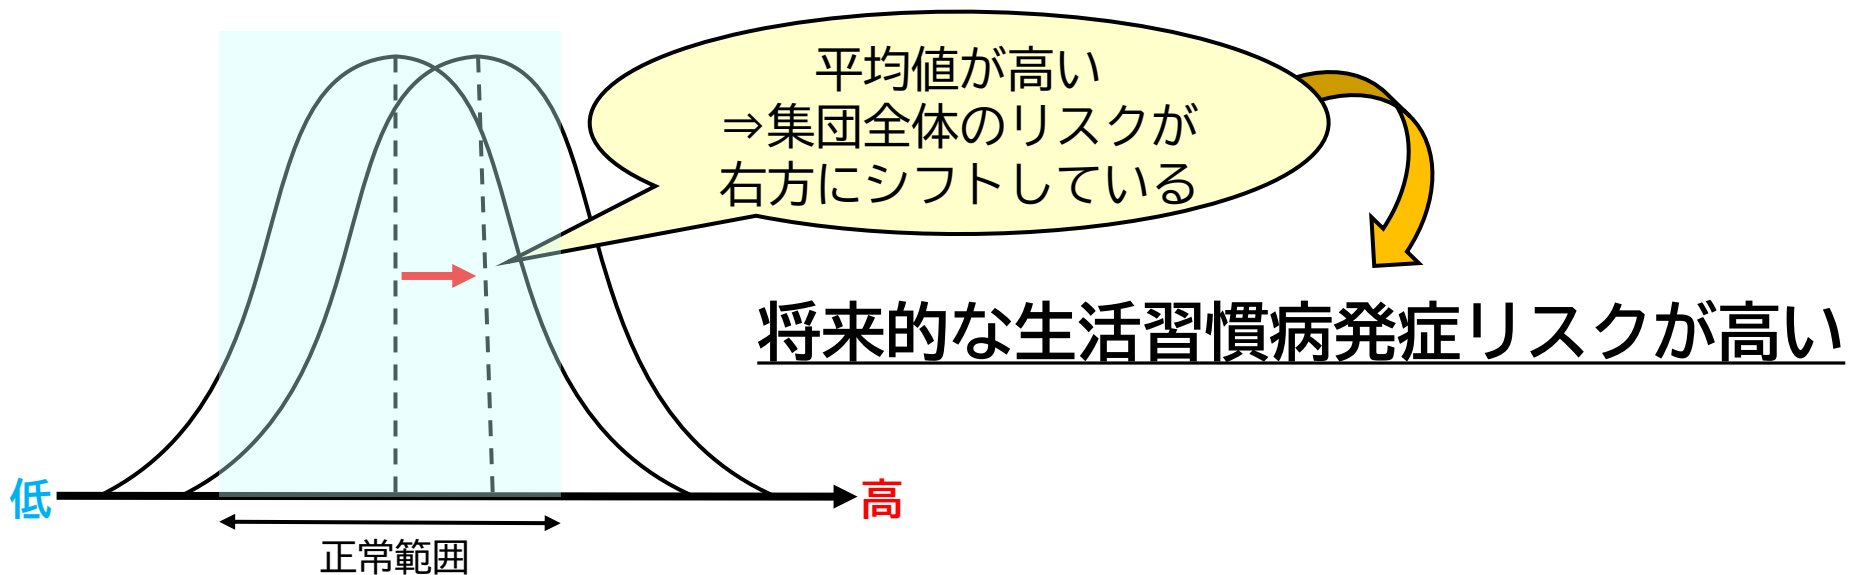 平均値が高い
⇒集団全体のリスクが
右方にシフトしている
将来的な生活習慣病発症リスクが高い
低
高
正常範囲